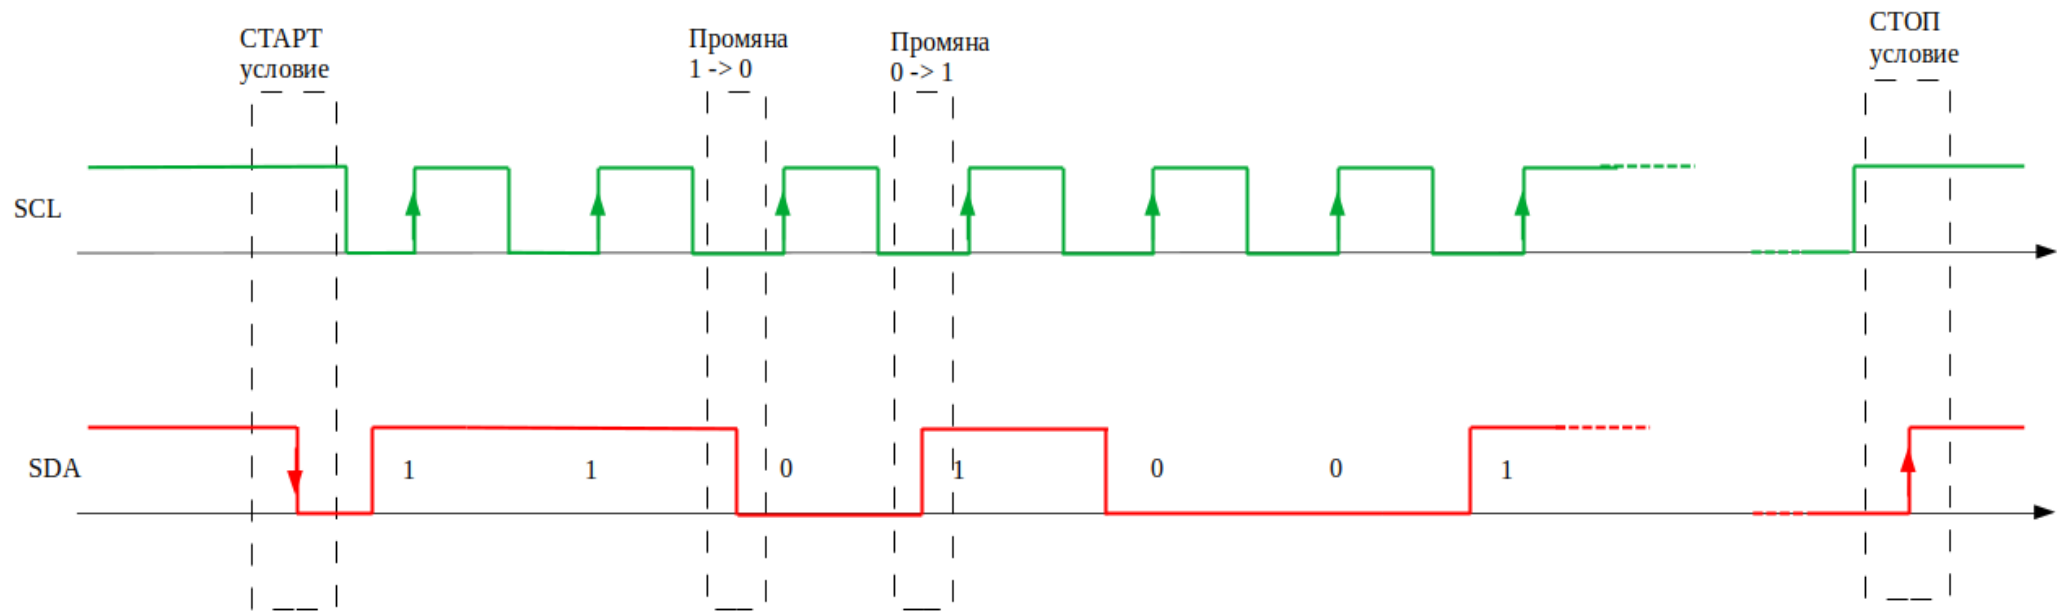 СТАРТ
условие
Промяна
1 -> 0
Промяна
0 -> 1
СТОП
условие
SCL
SDA
1
1
0
1
0
0
1